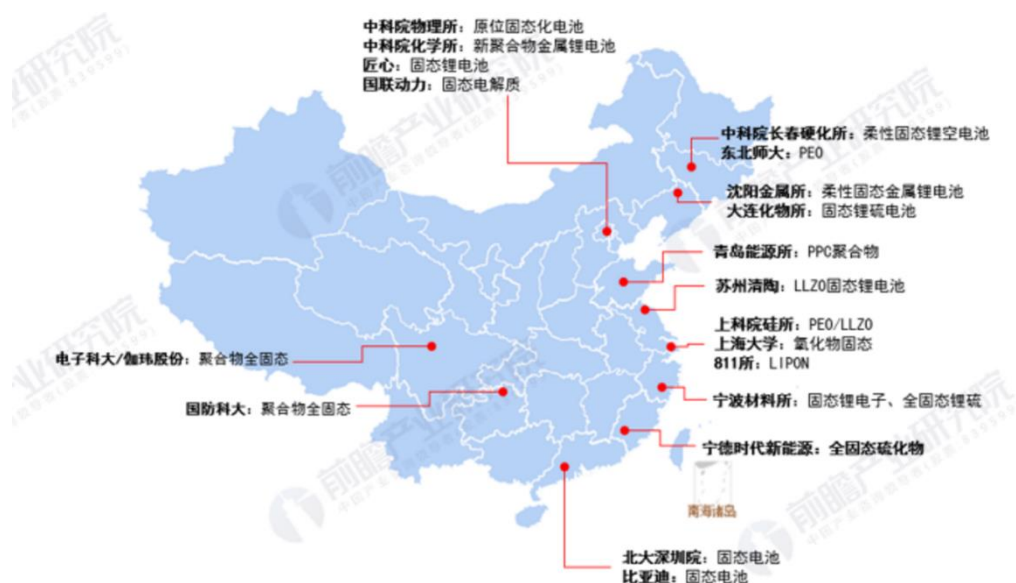 中科院物理所：原位固态化电池
中科院化学所：新聚合物金属锂电池
匠心：固态锂电池
国联动力：固态电解质
中科院长春硬化所：柔性固态锂空电池
东北师大：PEO
沈阳金属所：柔性固态金属锂电池
大连化物所：固态锂硫电池
青岛能源所：PPC聚合物
苏州清陶：LLZO固态锂电池
上科院硅所：PEO/LLZO
上海大学：氧化物固态
811所：LIPON
电子科大/伽玮股份：聚合物全固态
国防科大：聚合物全固态
宁波材料所：固态锂电子、全固态锂硫
宁德时代新能源：全固态硫化物
南海诸岛
北大深圳院：固态电池
比亚迪：固态电池
前瞻产业研究院